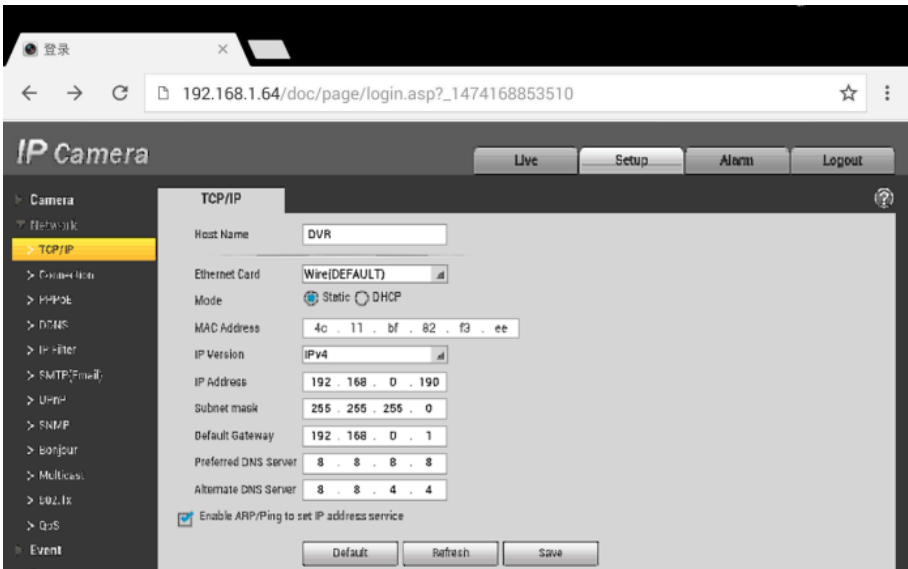 登录
192.168.1.64/doc/page/login.asp?_1474168853510
IP Camera
Live Setup Alarm Logout
Camera
Network
TCP/IP
Connection
PPPoE
DDNS
IP Filter
SMTP(Email)
UPnP
SNMP
Bonjour
Multicast
802.1x
QoS
Event
TCP/IP
Host Name DVR
Ethernet Card Wire(DEFAULT)
Mode Static DHCP
MAC Address 4c . 11 . bf . 82 . f3 . ee
IP Version IPv4
IP Address 192 . 168 . 0 . 190
Subnet mask 255 . 255 . 255 . 0
Default Gateway 192 . 168 . 0 . 1
Preferred DNS Server 8 . 8 . 8 . 8
Alternate DNS Server 8 . 8 . 4 . 4
Enable ARP/Ping to set IP address service
Default Refresh Save